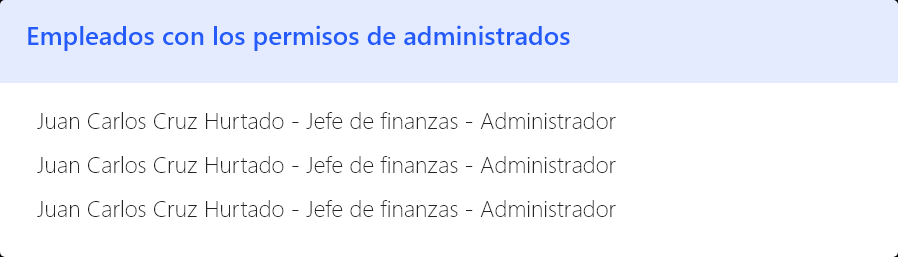 Empleados con los permisos de administrados
Juan Carlos Cruz Hurtado - Jefe de finanzas - Administrador
Juan Carlos Cruz Hurtado - Jefe de finanzas - Administrador
Juan Carlos Cruz Hurtado - Jefe de finanzas - Administrador